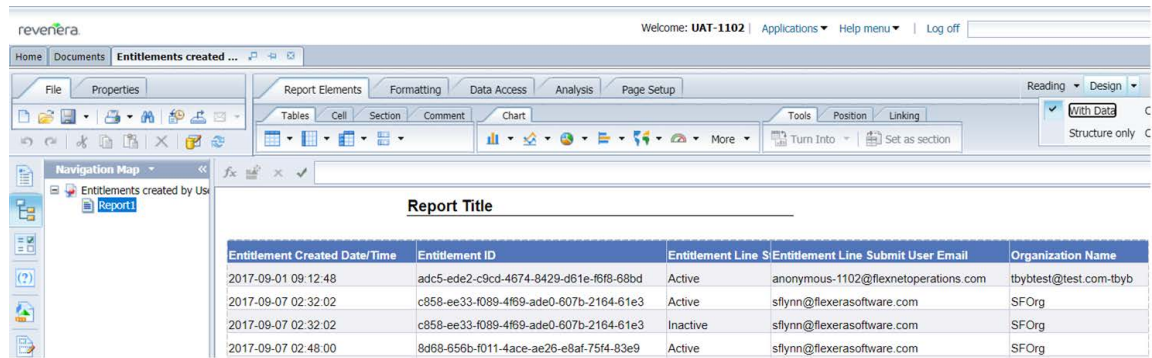 revenera
Welcome: UAT-1102 | Applications Help menu | Log off
Home Documents Entitlements created ...
File Properties Report Elements Formatting Data Access Analysis Page Setup Reading Design
Tables Cell Section Comment Chart Tools Position Linking With Data
More Turn Into Set as section Structure only
Navigation Map
Entitlements created by Use
Report1
Report Title
Entitlement Created Date/Time Entitlement ID Entitlement Line S Entitlement Line Submit User Email Organization Name
2017-09-01 09:12:48 adc5-ede2-c9cd-4674-8429-d61e-f6f8-68bd Active anonymous-1102@flexnetoperations.com tbybtest@test.com-tbyb
2017-09-07 02:32:02 c858-ee33-f089-4f69-ade0-607b-2164-61e3 Active sflynn@flexerasoftware.com SFOrg
2017-09-07 02:32:02 c858-ee33-f089-4f69-ade0-607b-2164-61e3 Inactive sflynn@flexerasoftware.com SFOrg
2017-09-07 02:48:00 8d68-656b-f011-4ace-ae26-e8af-75f4-83e9 Active sflynn@flexerasoftware.com SFOrg